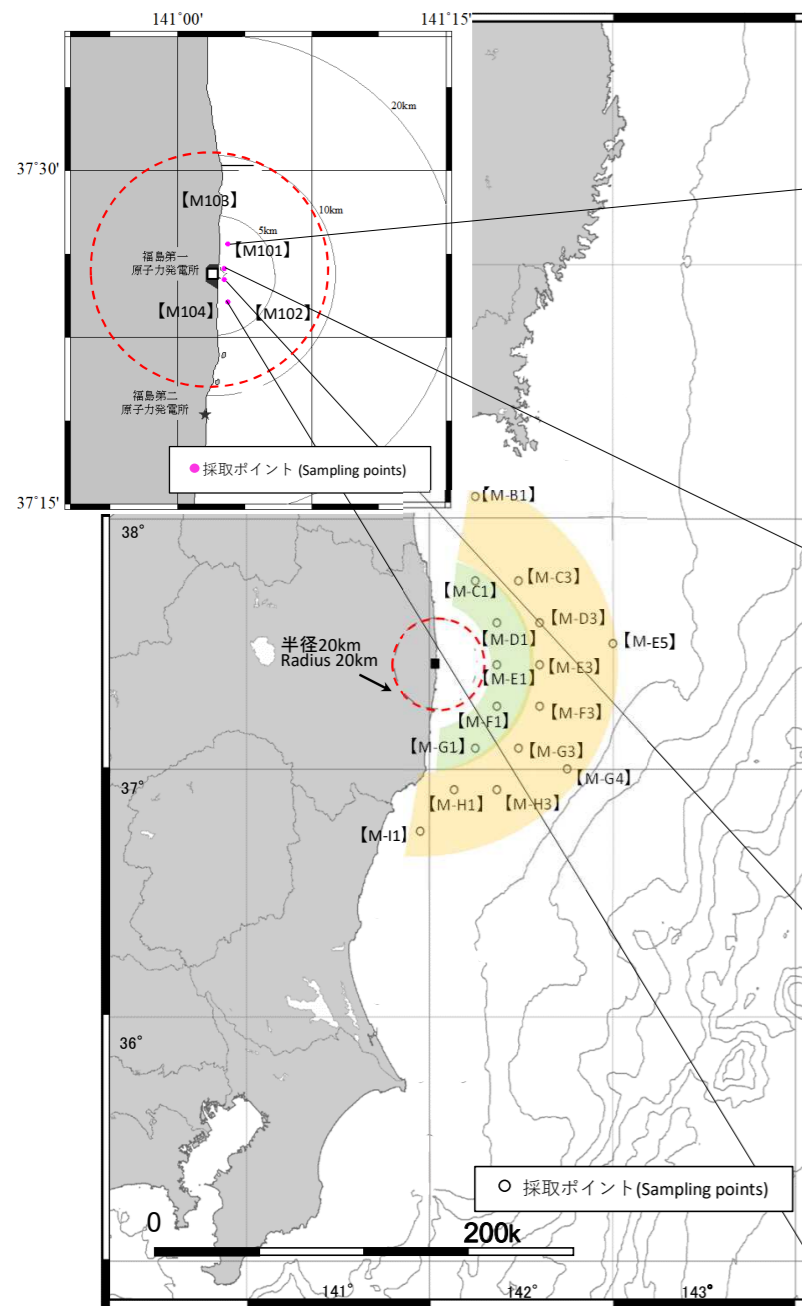 141°00'
141°15'
20km
37°30'
【M103】
10km
5km
【M101】
福島第一
原子力発電所
【M104】
【M102】
福島第二
原子力発電所
採取ポイント (Sampling points)
37°15'
【M-B1】
38°
【M-C1】
【M-C3】
【M-D3】
半径20km
Radius 20km
【M-D1】
【M-E5】
【M-E1】
【M-E3】
【M-F1】
【M-F3】
【M-G1】
【M-G3】
37°
【M-G4】
【M-H1】
【M-H3】
【M-I1】
36°
採取ポイント(Sampling points)
0
200k
141°
142°
143°